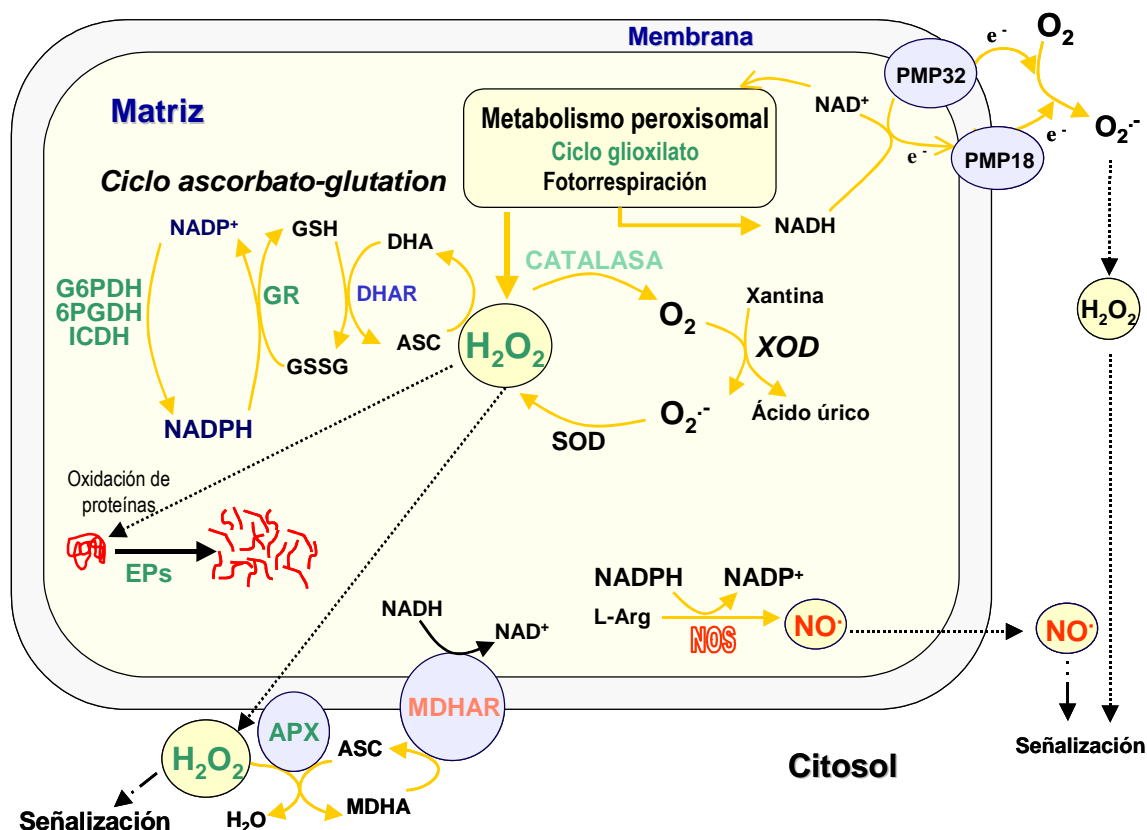 Membrana
Matriz
PMP32
e -
O2
NAD+
Metabolismo peroxisomal
Ciclo glioxilato
Fotorrespiración
e -
PMP18
e -
O2.-
Ciclo ascorbato-glutation
NADP+
GSH
DHA
NADH
CATALASA
G6PDH
6PGDH
ICDH
GR
DHAR
Xantina
H2O2
O2
ASC
H2O2
XOD
GSSG
NADPH
SOD
O2.-
Ácido úrico
Oxidación de
proteínas
EPs
NADPH
NADP+
NADH
NAD+
L-Arg
NOS
NO·
NO·
MDHAR
APX
H2O2
ASC
Citosol
Señalización
MDHA
Señalización
H2O